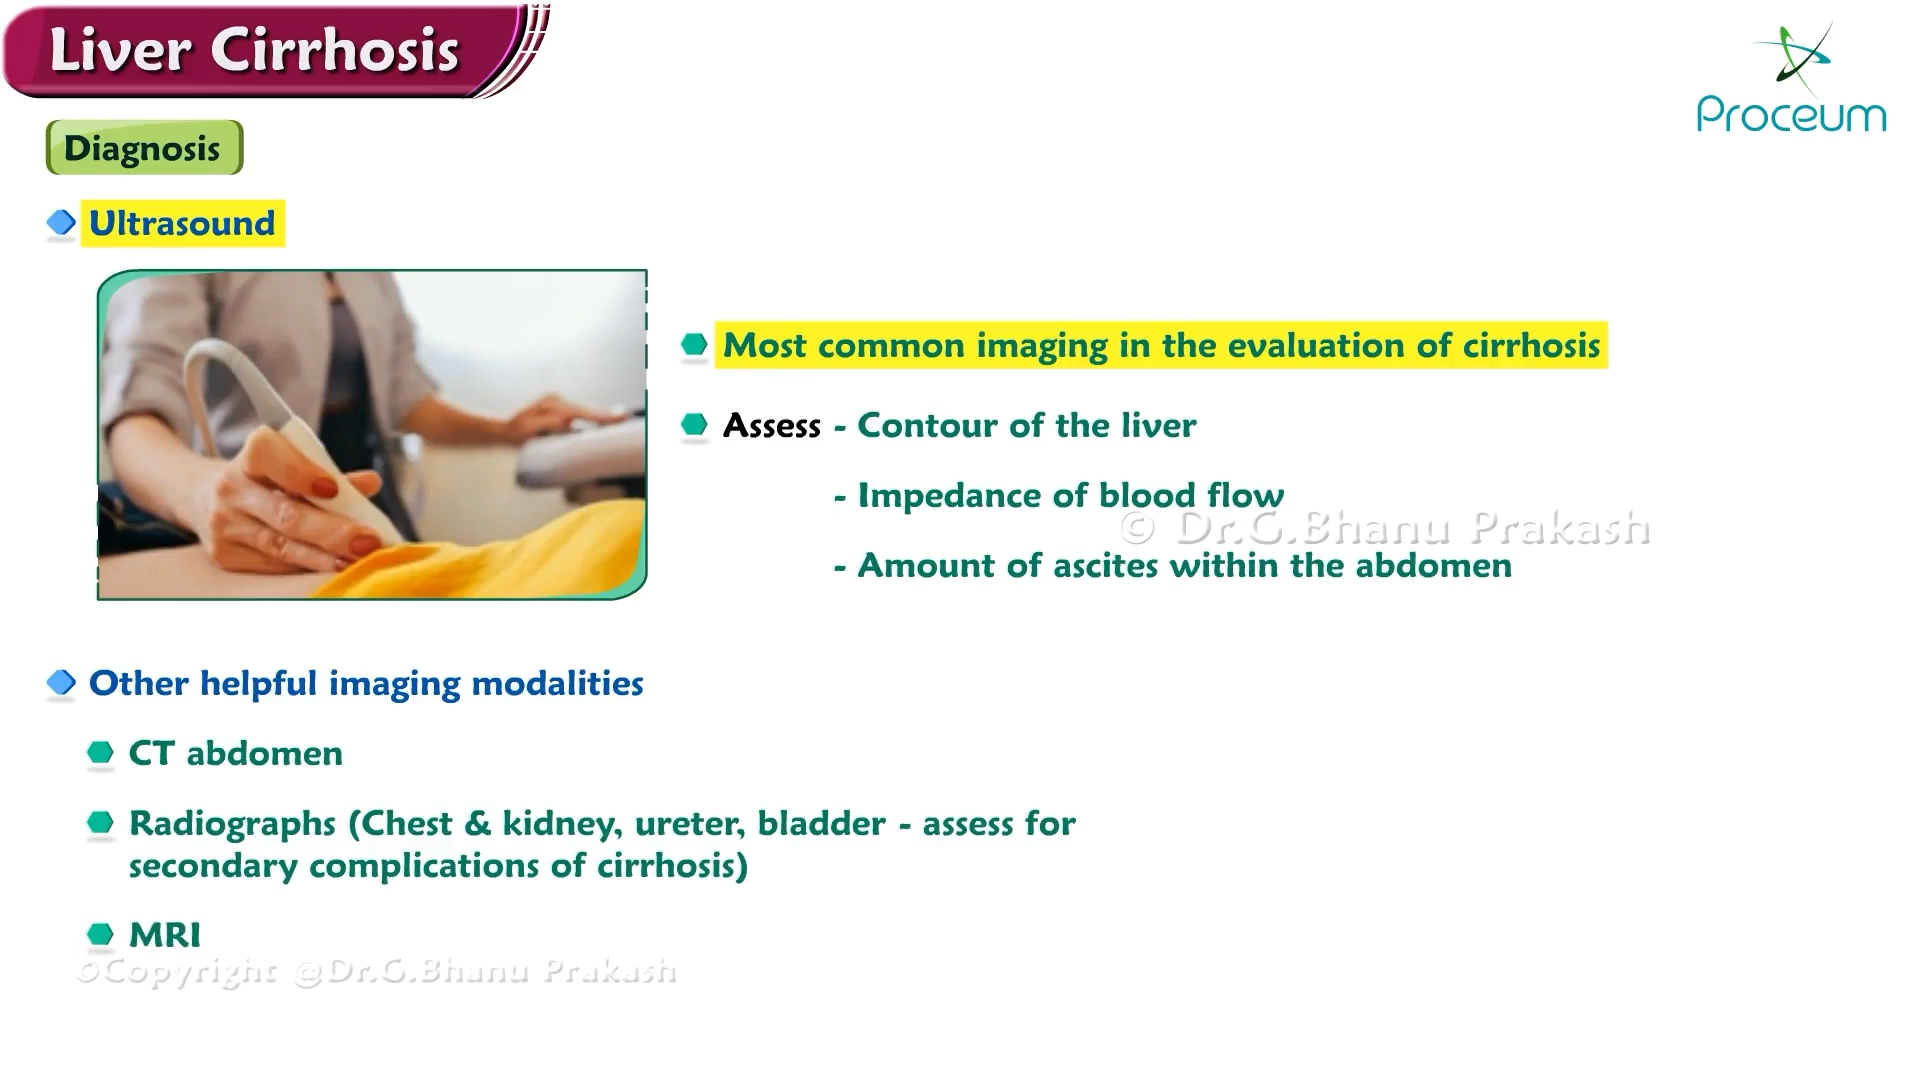 Liver Cirrhosis
Proceum
Diagnosis
Ultrasound
Most common imaging in the evaluation of cirrhosis
Assess - Contour of the liver
- Impedance of blood flow
© Dr.G.Bhanu Prakash
- Amount of ascites within the abdomen
Other helpful imaging modalities
CT abdomen
Radiographs (Chest & kidney, ureter, bladder - assess for
secondary complications of cirrhosis)
MRI
©Copyright @Dr.G.Bhanu Prakash